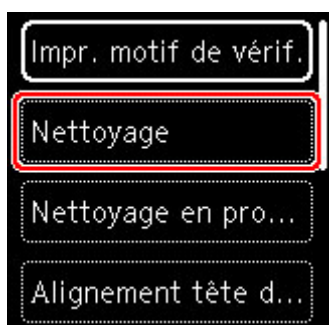 Impr. motif de vérif.
Nettoyage
Nettoyage en pro...
Alignement tête d...